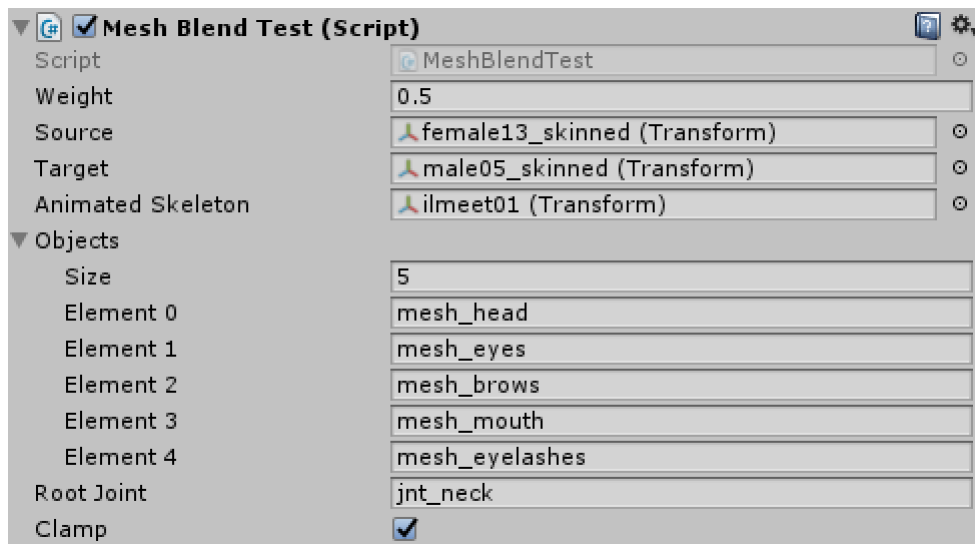 Mesh Blend Test (Script)
Script MeshBlendTest
Weight 0.5
Source female13_skinned (Transform)
Target male05_skinned (Transform)
Animated Skeleton ilmeet01 (Transform)
Objects
Size 5
Element 0 mesh_head
Element 1 mesh_eyes
Element 2 mesh_brows
Element 3 mesh_mouth
Element 4 mesh_eyelashes
Root Joint jnt_neck
Clamp